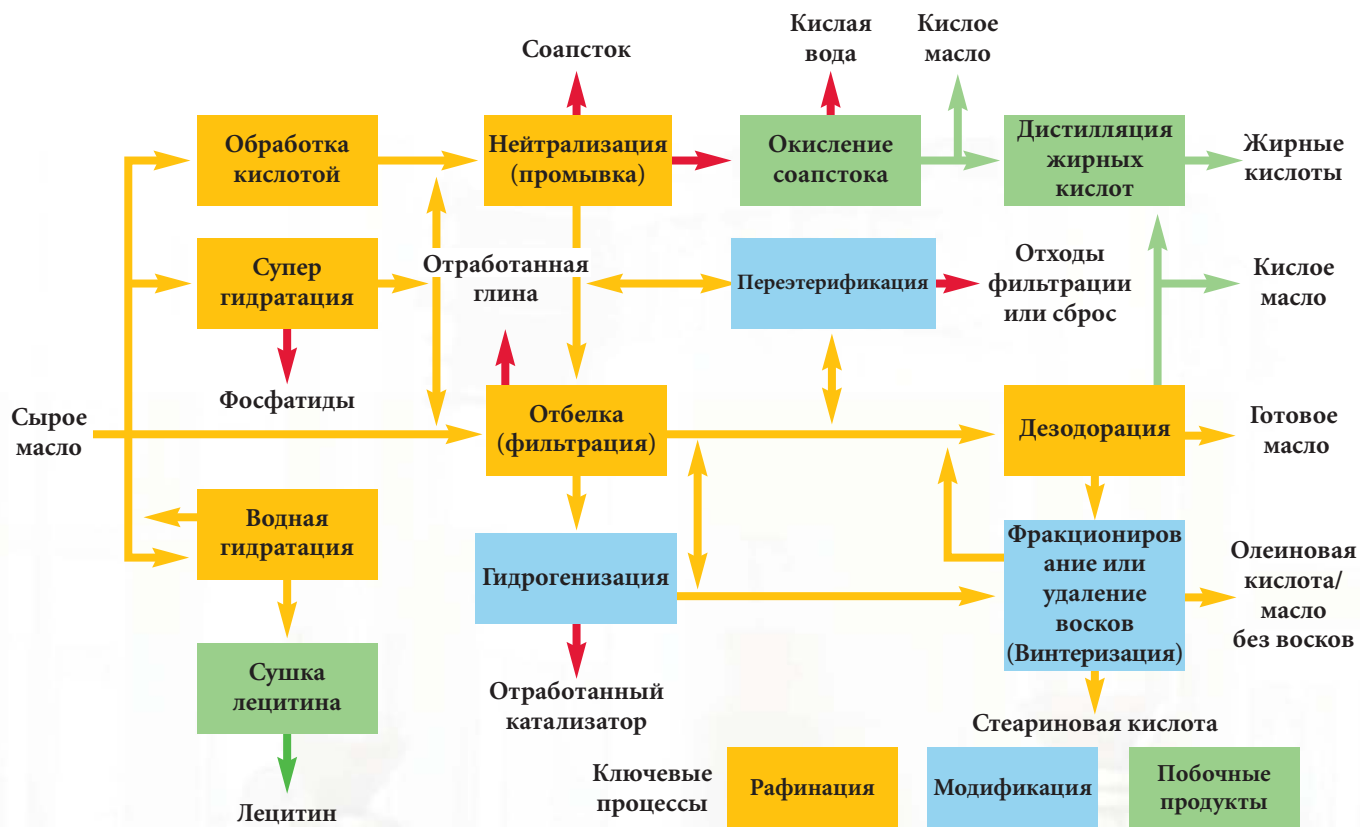 Соапсток
Кислая
вода
Кислое
масло
Обработка
кислотой
Нейтрализация
(промывка)
Окисление
соапстока
Дистилляция
жирных
кислот
Жирные
кислоты
Супер
гидратация
Отработанная
глина
Переэтерификация
Отходы
фильтрации
или сброс
Кислое
масло
Фосфатиды
Сырое
масло
Отбелка
(фильтрация)
Дезодорация
Готовое
масло
Водная
гидратация
Гидрогенизация
Фракциониров
ание или
удаление
восков
(Винтеризация)
Олеиновая
кислота/
масло
без восков
Сушка
лецитина
Отработанный
катализатор
Стеариновая кислота
Лецитин
Ключевые
процессы
Рафинация
Модификация
Побочные
продукты